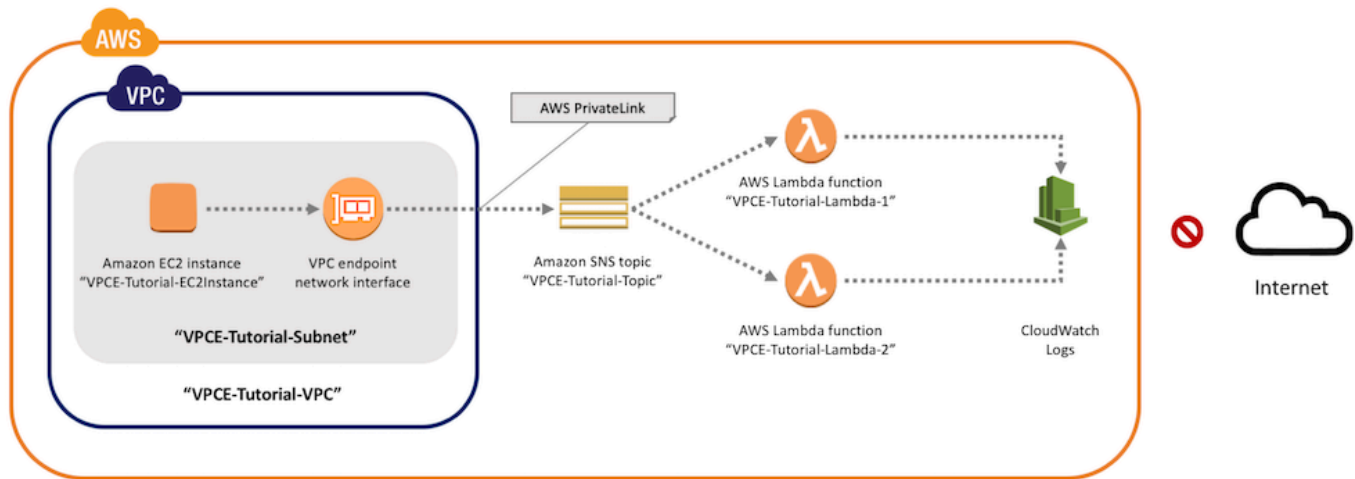 AWS
VPC
AWS PrivateLink
Amazon EC2 instance
“VPCE-Tutorial-EC2Instance”
VPC endpoint
network interface
“VPCE-Tutorial-Subnet”
“VPCE-Tutorial-VPC”
Amazon SNS topic
“VPCE-Tutorial-Topic”
AWS Lambda function
“VPCE-Tutorial-Lambda-1”
AWS Lambda function
“VPCE-Tutorial-Lambda-2”
CloudWatch
Logs
Internet